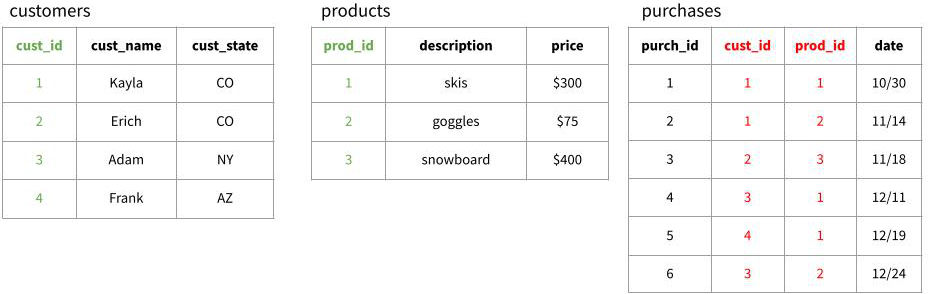 customers
cust_id cust_name cust_state
1 Kayla CO
2 Erich CO
3 Adam NY
4 Frank AZ
products
prod_id description price
1 skis $300
2 goggles $75
3 snowboard $400
purchases
purch_id cust_id prod_id date
1 1 1 10/30
2 1 2 11/14
3 2 3 11/18
4 3 1 12/11
5 4 1 12/19
6 3 2 12/24